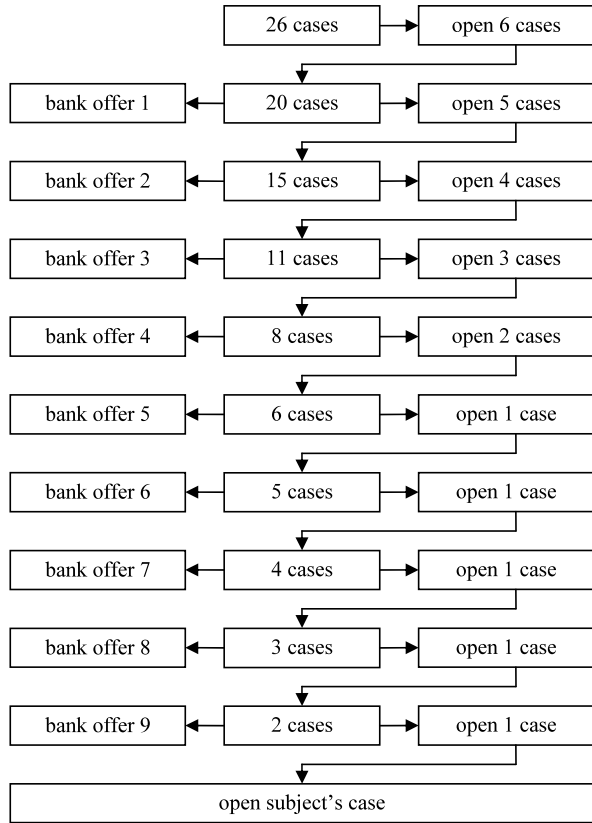 26 cases
open 6 cases
bank offer 1
20 cases
open 5 cases
bank offer 2
15 cases
open 4 cases
bank offer 3
11 cases
open 3 cases
bank offer 4
8 cases
open 2 cases
bank offer 5
6 cases
open 1 case
bank offer 6
5 cases
open 1 case
bank offer 7
4 cases
open 1 case
bank offer 8
3 cases
open 1 case
bank offer 9
2 cases
open 1 case
open subject's case